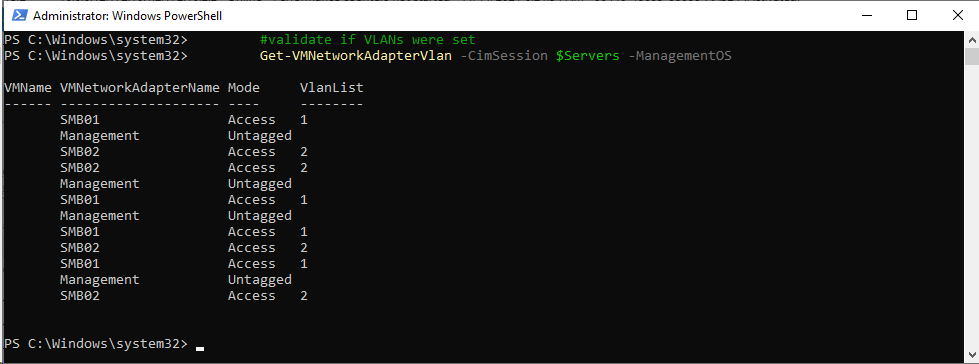 Administrator: Windows PowerShell
PS C:\Windows\system32>         #validate if VLANs were set
PS C:\Windows\system32>         Get-VMNetworkAdapterVlan -CimSession $Servers -ManagementOS
VMName VMNetworkAdapterName Mode     VlanList
------ -------------------- ----     --------
       SMB01                Access   1
       Management           Untagged
       SMB02                Access   2
       SMB02                Access   2
       Management           Untagged
       SMB01                Access   1
       Management           Untagged
       SMB01                Access   1
       SMB02                Access   2
       SMB01                Access   1
       Management           Untagged
       SMB02                Access   2
PS C:\Windows\system32>